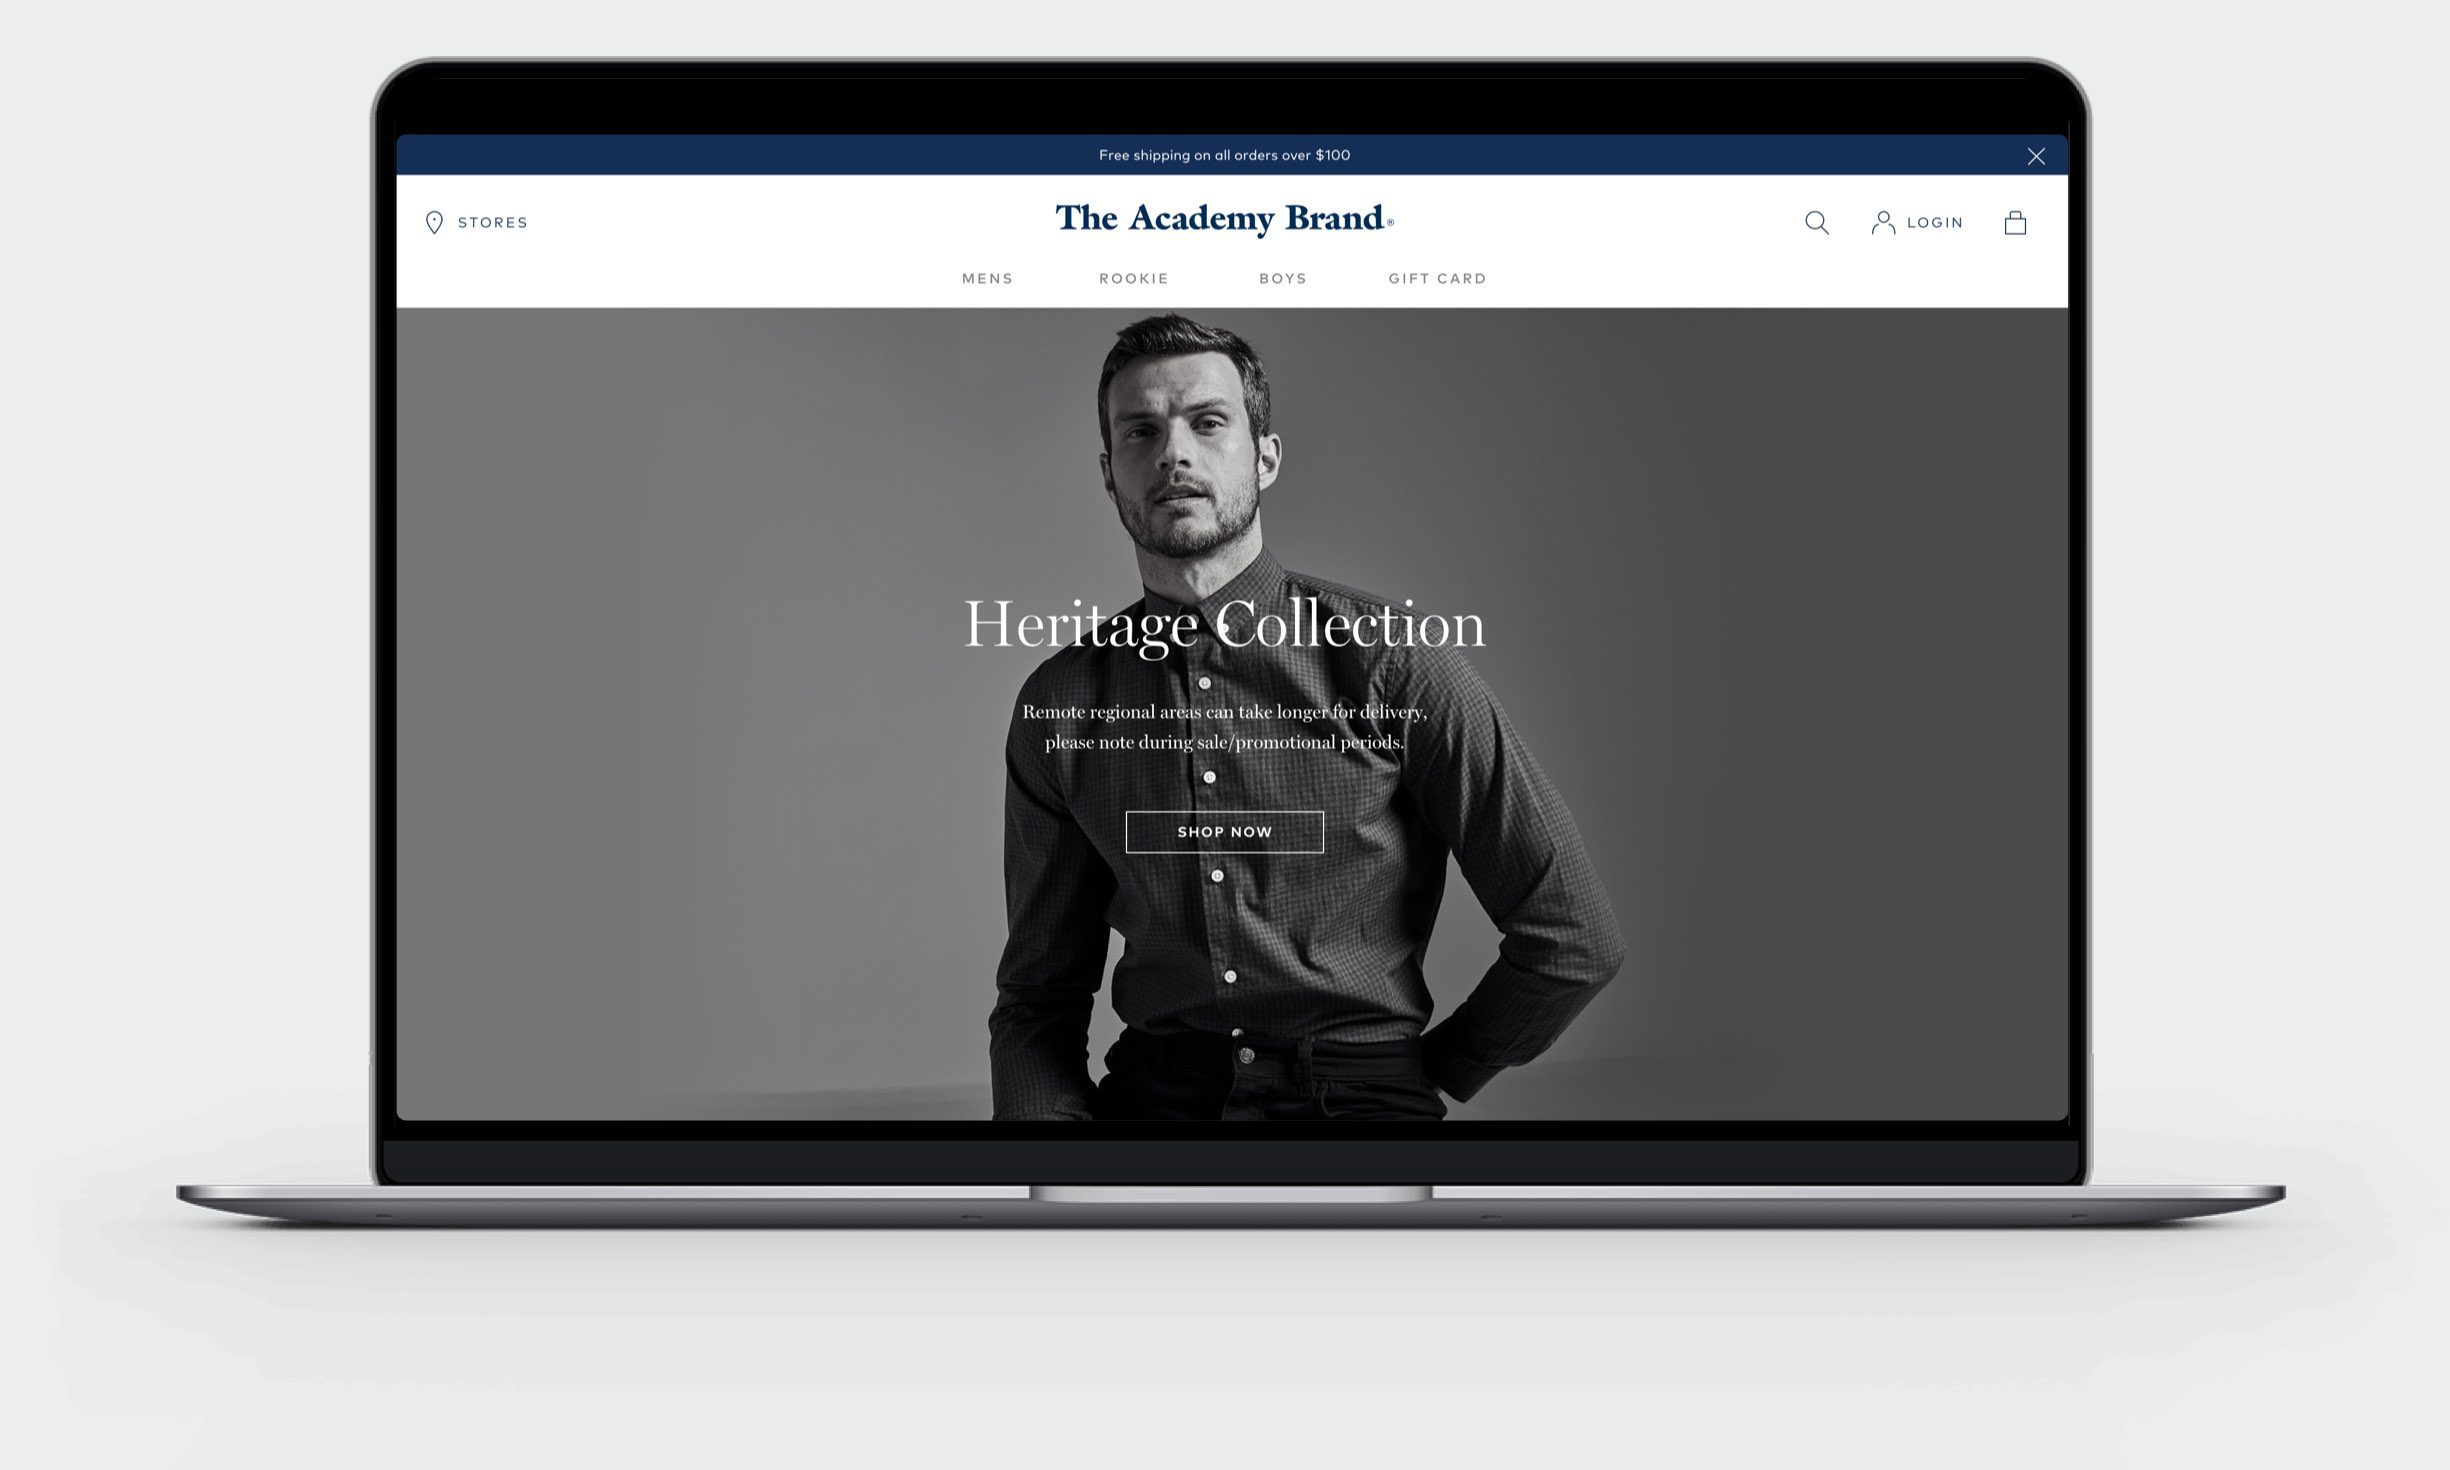 Free shipping on all orders over $100
STORES
The Academy Brand®
LOGIN
MENS ROOKIE BOYS GIFT CARD
Heritage Collection
Remote regional areas can take longer for delivery,
please note during sale/promotional periods.
SHOP NOW